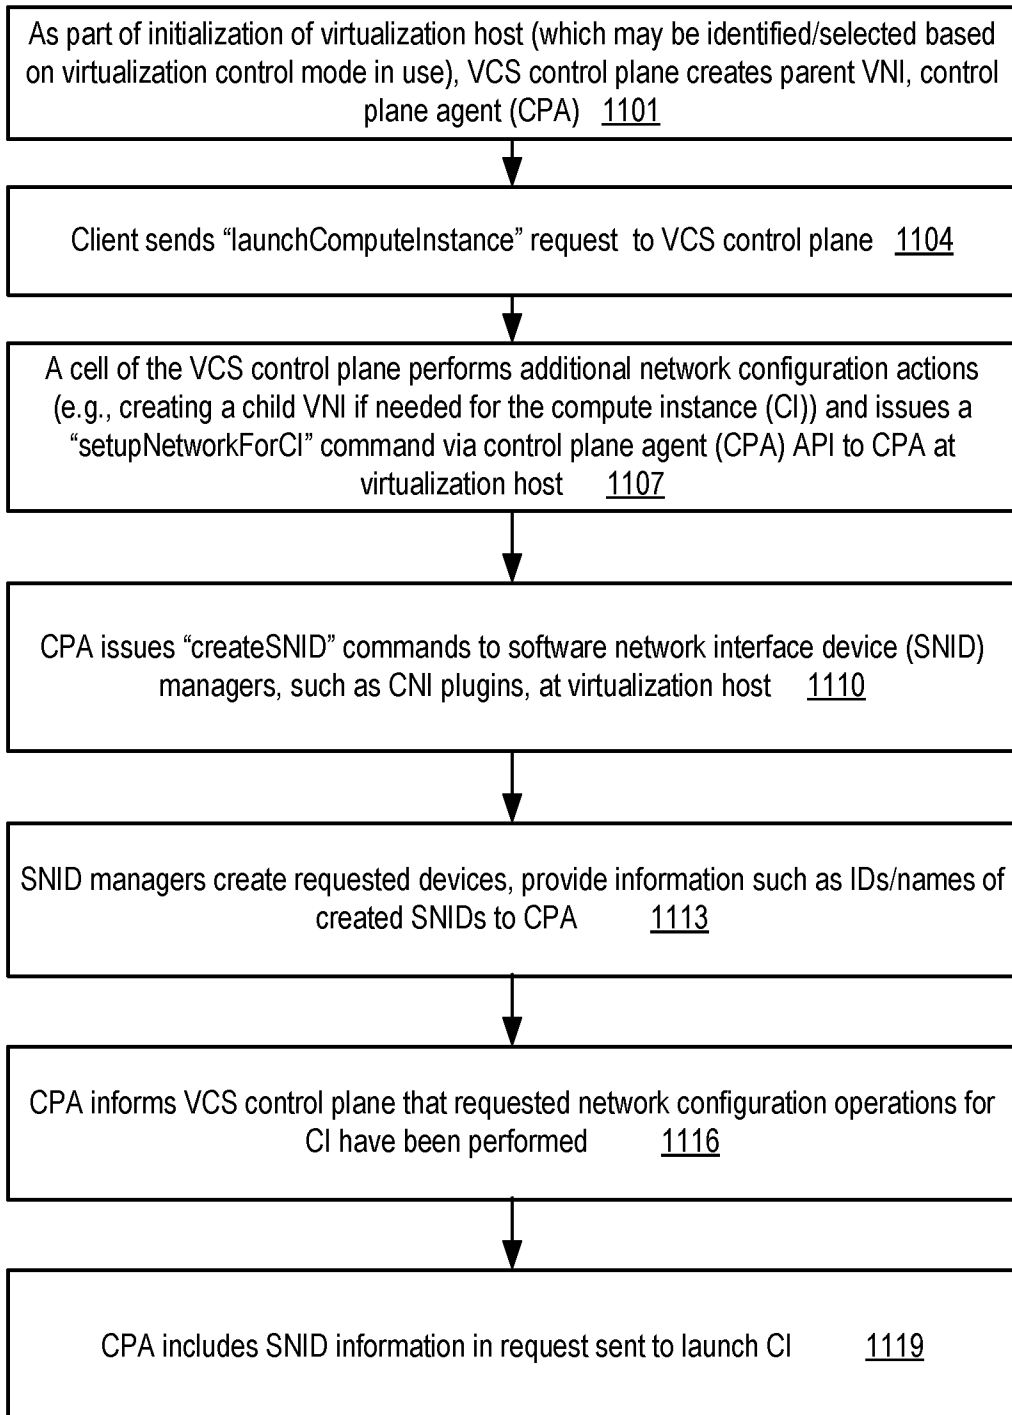 As part of initialization of virtualization host (which may be identified/selected based
on virtualization control mode in use), VCS control plane creates parent VNI, control
plane agent (CPA) 1101
Client sends “launchComputeInstance” request to VCS control plane 1104
A cell of the VCS control plane performs additional network configuration actions
(e.g., creating a child VNI if needed for the compute instance (CI)) and issues a
“setupNetworkForCI” command via control plane agent (CPA) API to CPA at
virtualization host 1107
CPA issues “createSNID” commands to software network interface device (SNID)
managers, such as CNI plugins, at virtualization host 1110
SNID managers create requested devices, provide information such as IDs/names of
created SNIDs to CPA 1113
CPA informs VCS control plane that requested network configuration operations for
CI have been performed 1116
CPA includes SNID information in request sent to launch CI 1119